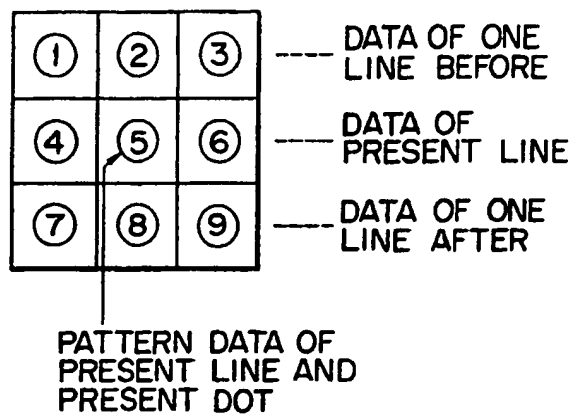 ① ② ③ ---- DATA OF ONE
LINE BEFORE
④ ⑤ ⑥ ---- DATA OF
PRESENT LINE
⑦ ⑧ ⑨ ---- DATA OF ONE
LINE AFTER
PATTERN DATA OF
PRESENT LINE AND
PRESENT DOT